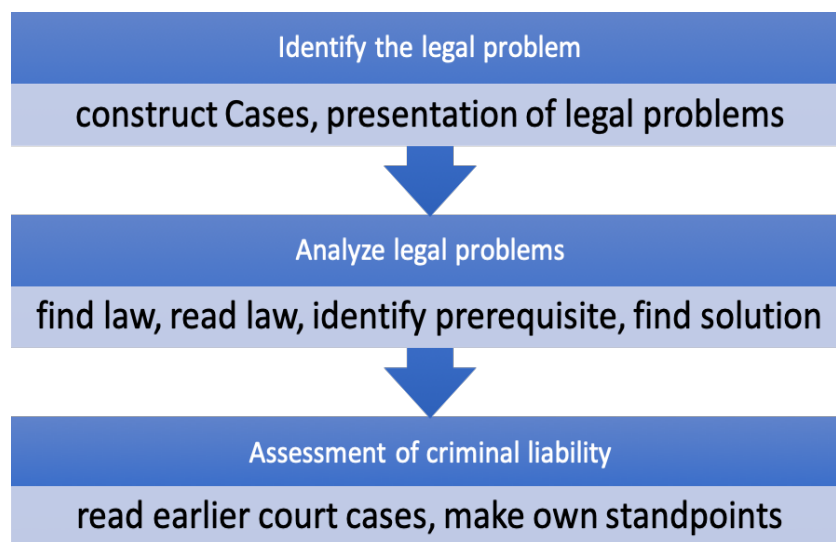 Identify the legal problem
construct Cases, presentation of legal problems
Analyze legal problems
find law, read law, identify prerequisite, find solution
Assessment of criminal liability
read earlier court cases, make own standpoints